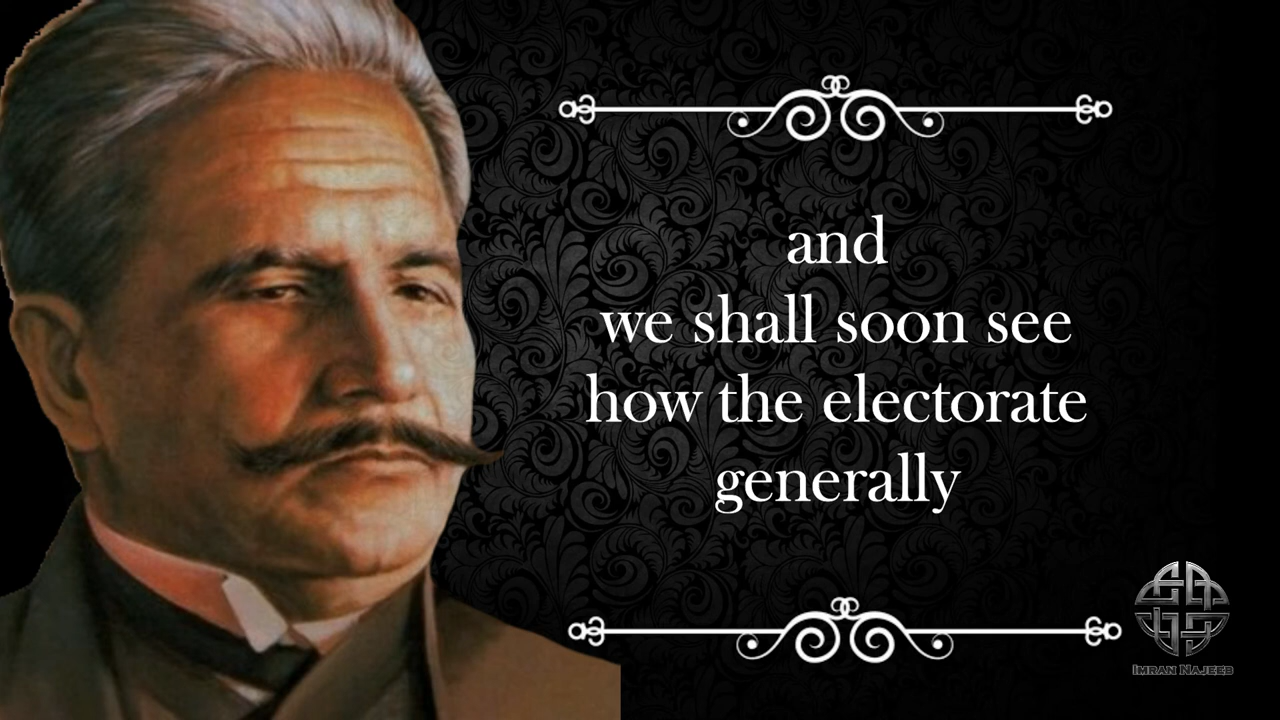 and
we shall soon see
how the electorate
generally
IMRAN NAJEEB